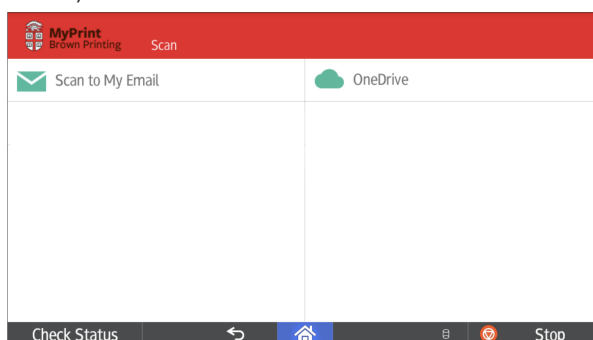 MyPrint
Brown Printing
Scan
Scan to My Email
OneDrive
Check Status
Stop